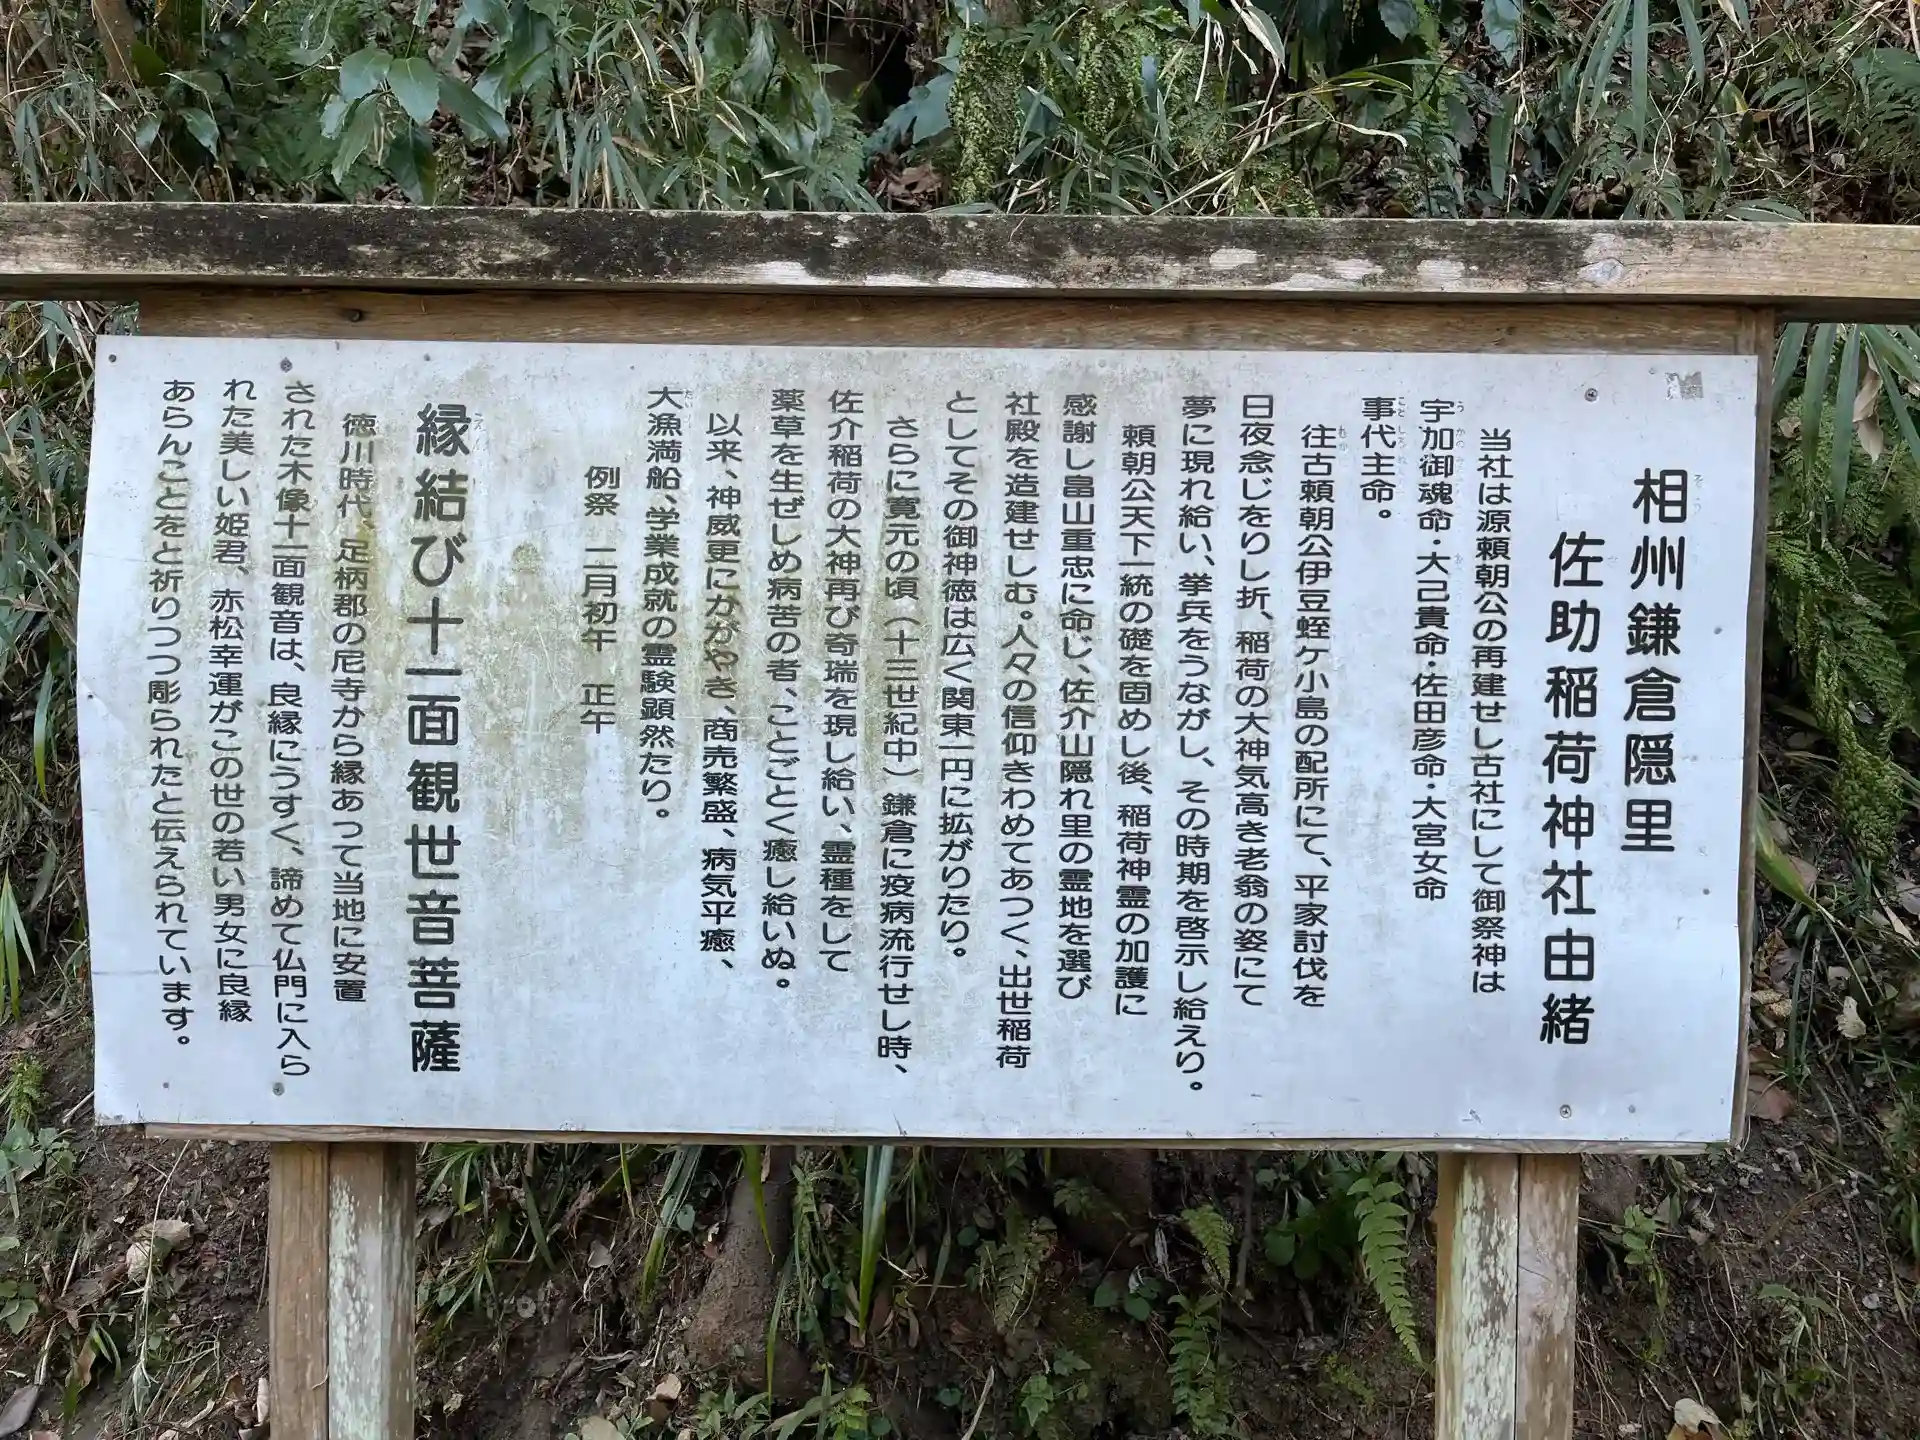 相州鎌倉隠里
佐助稲荷神社由緒
当社は源頼朝公の再建せし古社にして御祭神は
宇加御魂命・大己貴命・佐田彦命・大宮女命
事代主命。
往古頼朝公伊豆蛭ケ小島の配所にて、平家討伐を
日夜念じをりし折、稲荷の大神気高き老翁の姿にて
夢に現れ給い、挙兵をうながし、その時期を啓示し給えり。
頼朝公天下一統の礎を固めし後、稲荷神霊の加護に
感謝し畠山重忠に命じ、佐介山隠れ里の霊地を選び
社殿を造建せしむ。人々の信仰きわめてあつく、出世稲荷
としてその御神徳は広く関東一円に拡がりたり。
さらに寛元の頃（十三世紀中）鎌倉に疫病流行せし時、
佐介稲荷の大神再び奇瑞を現し給い、霊種をして
薬草を生ぜしめ病苦の者、ことごとく癒し給いぬ。
以来、神威更にかがやき、商売繁盛、病気平癒、
大漁満船、学業成就の霊験顕然たり。
例祭 二月初午 正午
縁結び十一面観世音菩薩
徳川時代、足柄郡の尼寺から縁あって当地に安置
された木像十一面観音は、良縁にうすく、諦めて仏門に入ら
れた美しい姫君、赤松幸運がこの世の若い男女に良縁
あらんことをと祈りつつ彫られたと伝えられています。